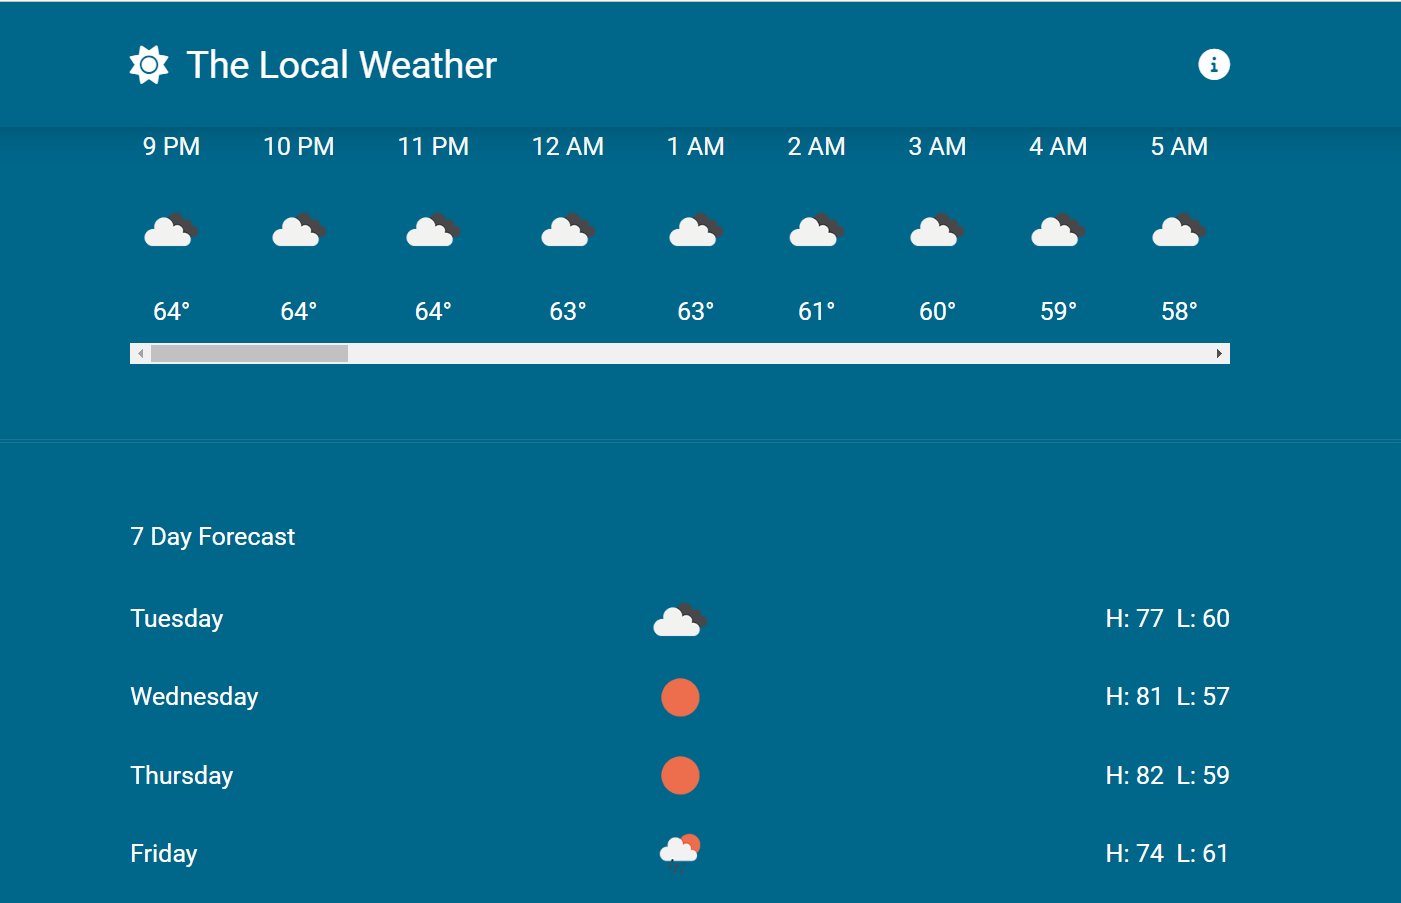 The Local Weather
9 PM 10 PM 11 PM 12 AM 1 AM 2 AM 3 AM 4 AM 5 AM
64° 64° 64° 63° 63° 61° 60° 59° 58°
7 Day Forecast
Tuesday H: 77 L: 60
Wednesday H: 81 L: 57
Thursday H: 82 L: 59
Friday H: 74 L: 61